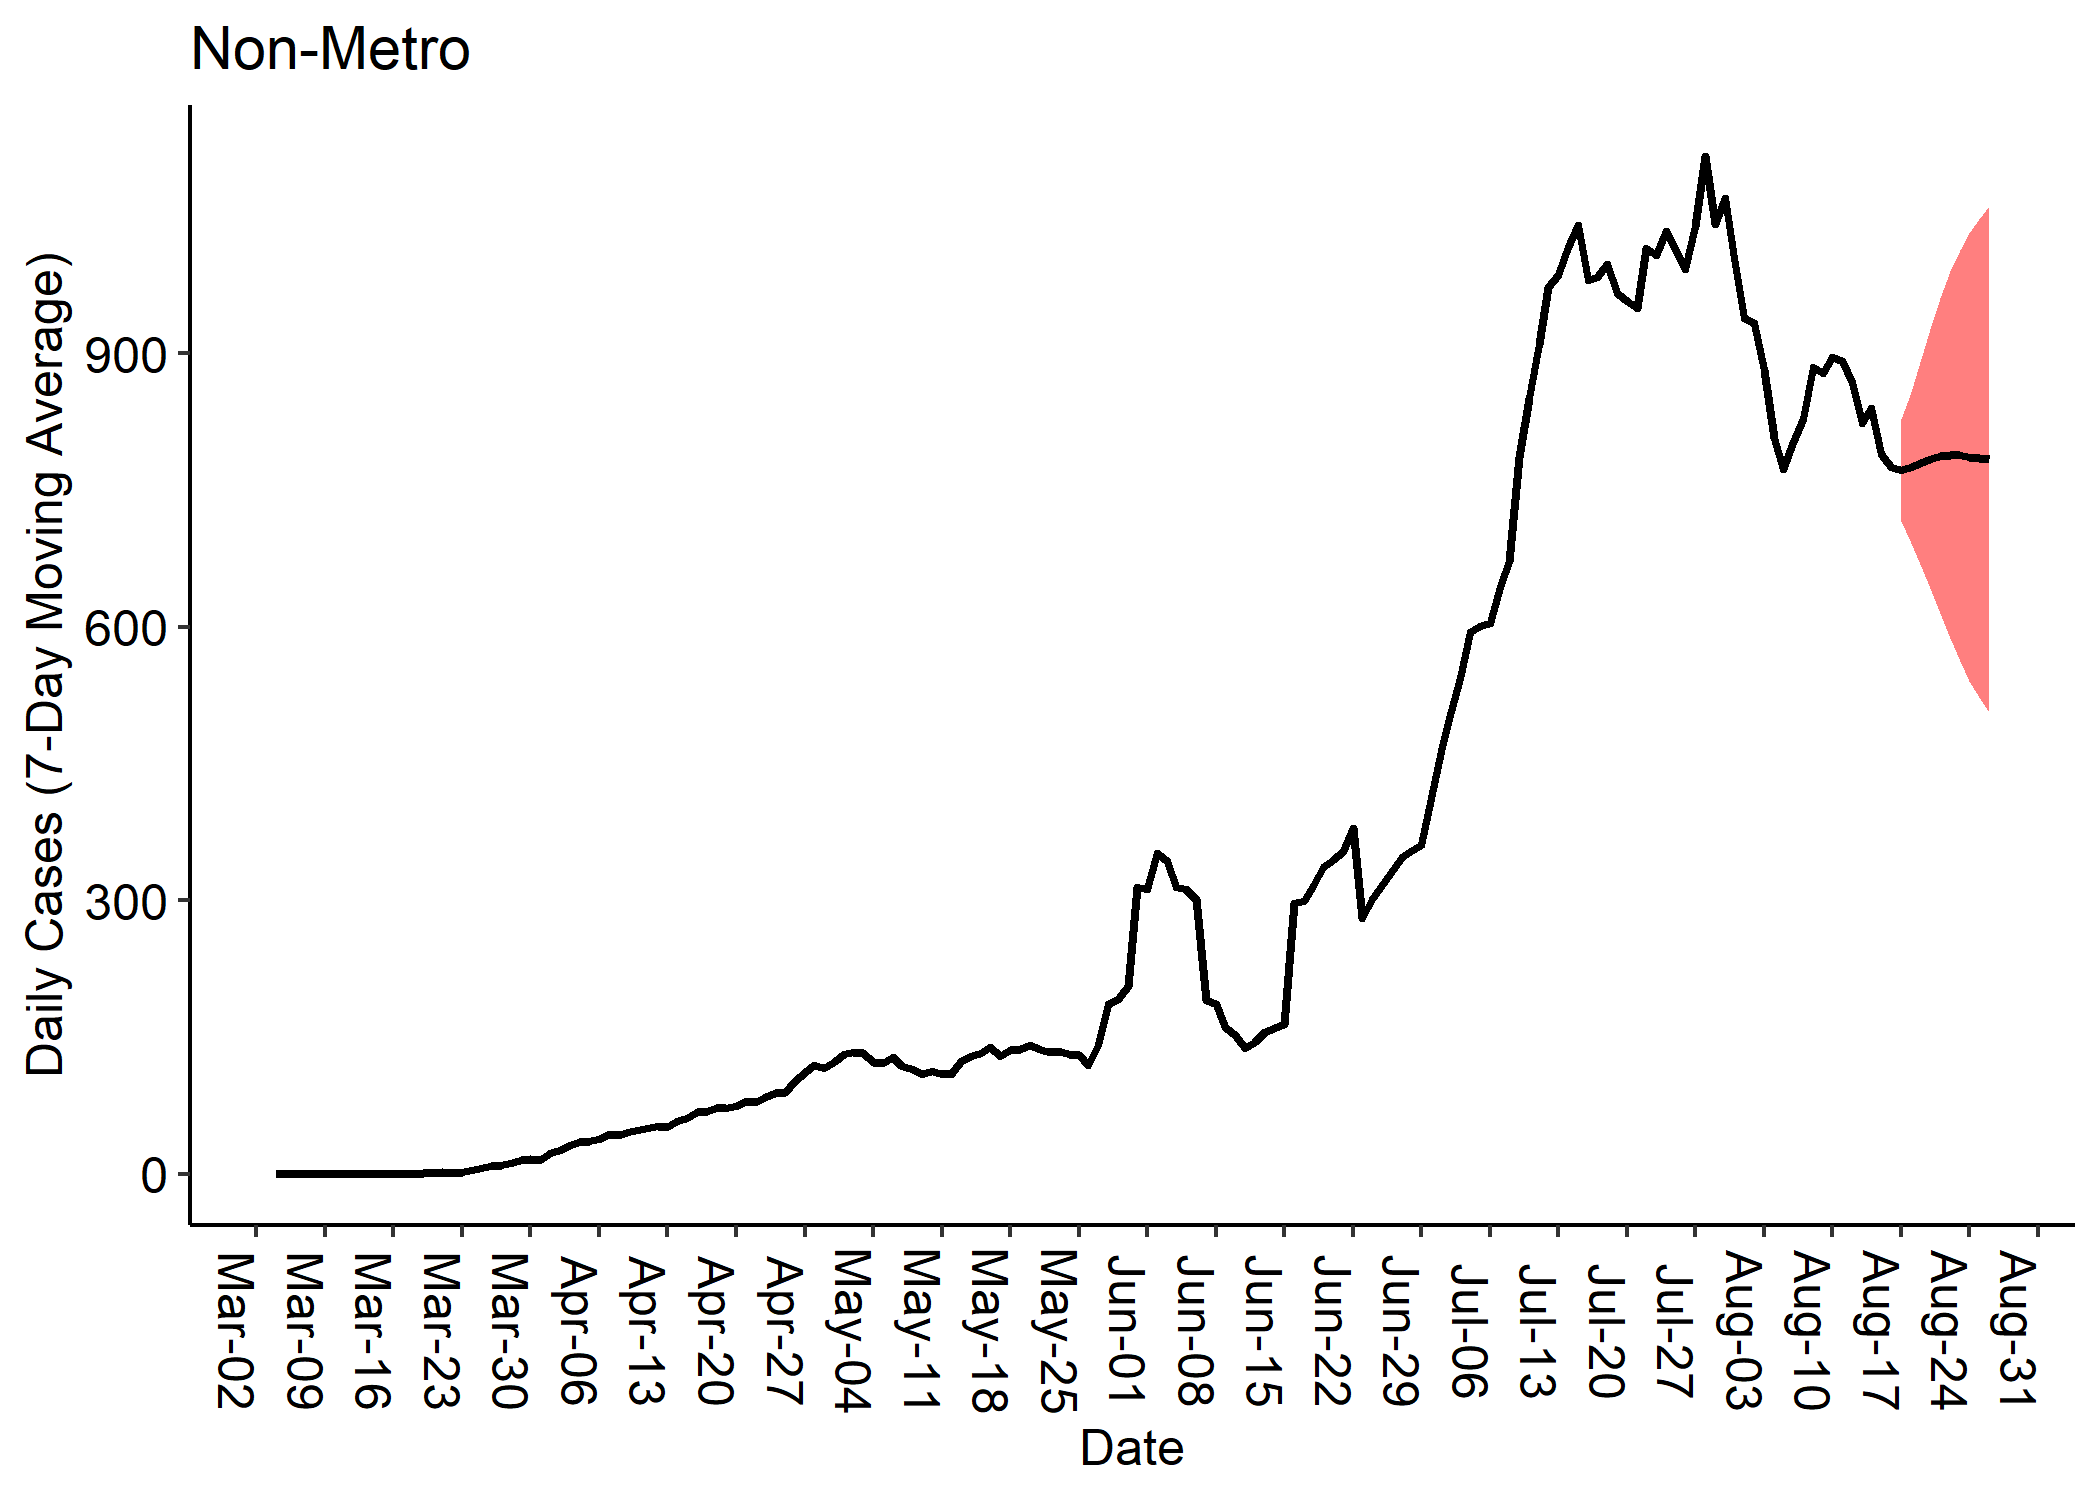 Non-Metro
Daily Cases (7-Day Moving Average)
900
600
300
0
Mar-02
Mar-09
Mar-16
Mar-23
Mar-30
Apr-06
Apr-13
Apr-20
Apr-27
May-04
May-11
May-18
May-25
Jun-01
Jun-08
Jun-15
Jun-22
Jun-29
Jul-06
Jul-13
Jul-20
Jul-27
Aug-03
Aug-10
Aug-17
Aug-24
Aug-31
Date